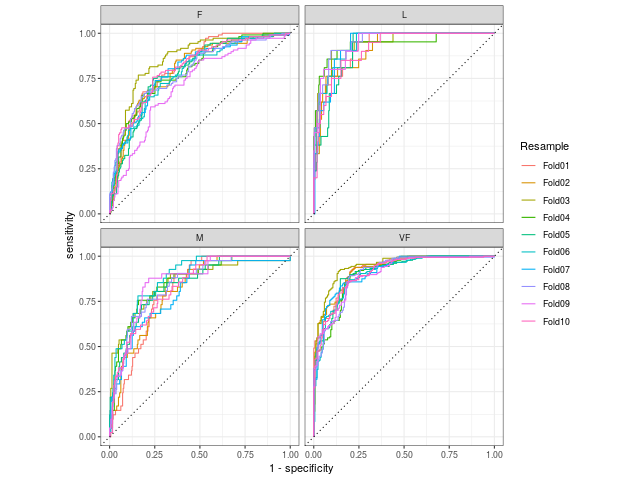 F
L
1.00
0.75
0.50
0.25
0.00
M
VF
1.00
0.75
0.50
0.25
0.00
0.00 0.25 0.50 0.75 1.00
0.00 0.25 0.50 0.75 1.00
1 - specificity
sensitivity
Resample
Fold01
Fold02
Fold03
Fold04
Fold05
Fold06
Fold07
Fold08
Fold09
Fold10